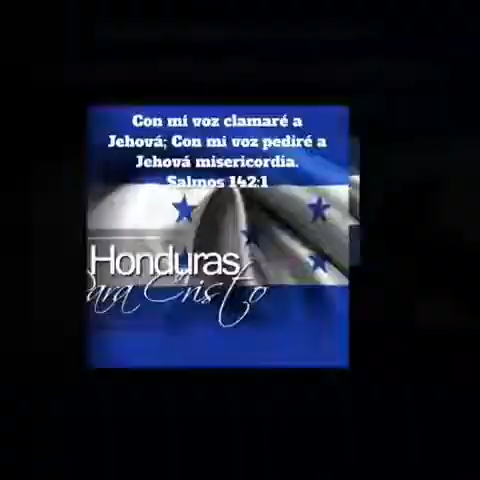 Con mi voz clamaré a
Jehová; Con mi voz pediré a
Jehová misericordia.
Salmos 142:1
Honduras
Para Cristo